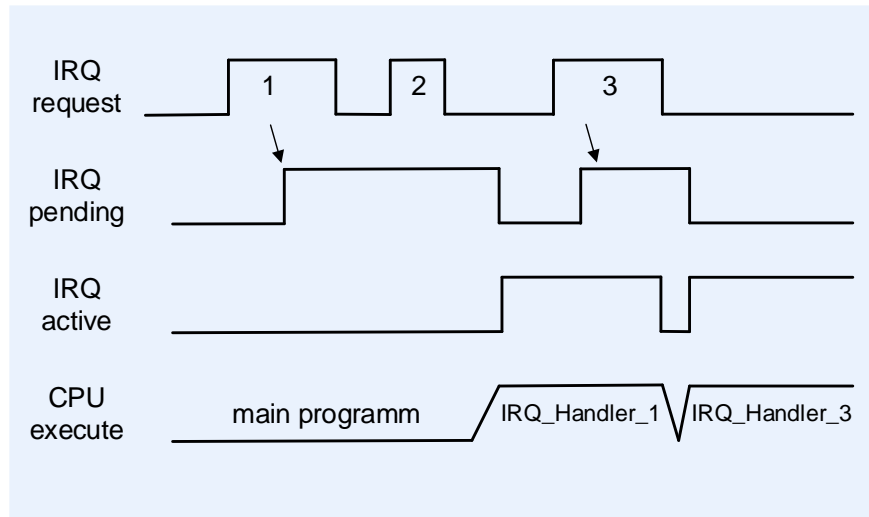 IRQ
request
1
2
3
IRQ
pending
IRQ
active
CPU
execute
main programm
IRQ_Handler_1
IRQ_Handler_3